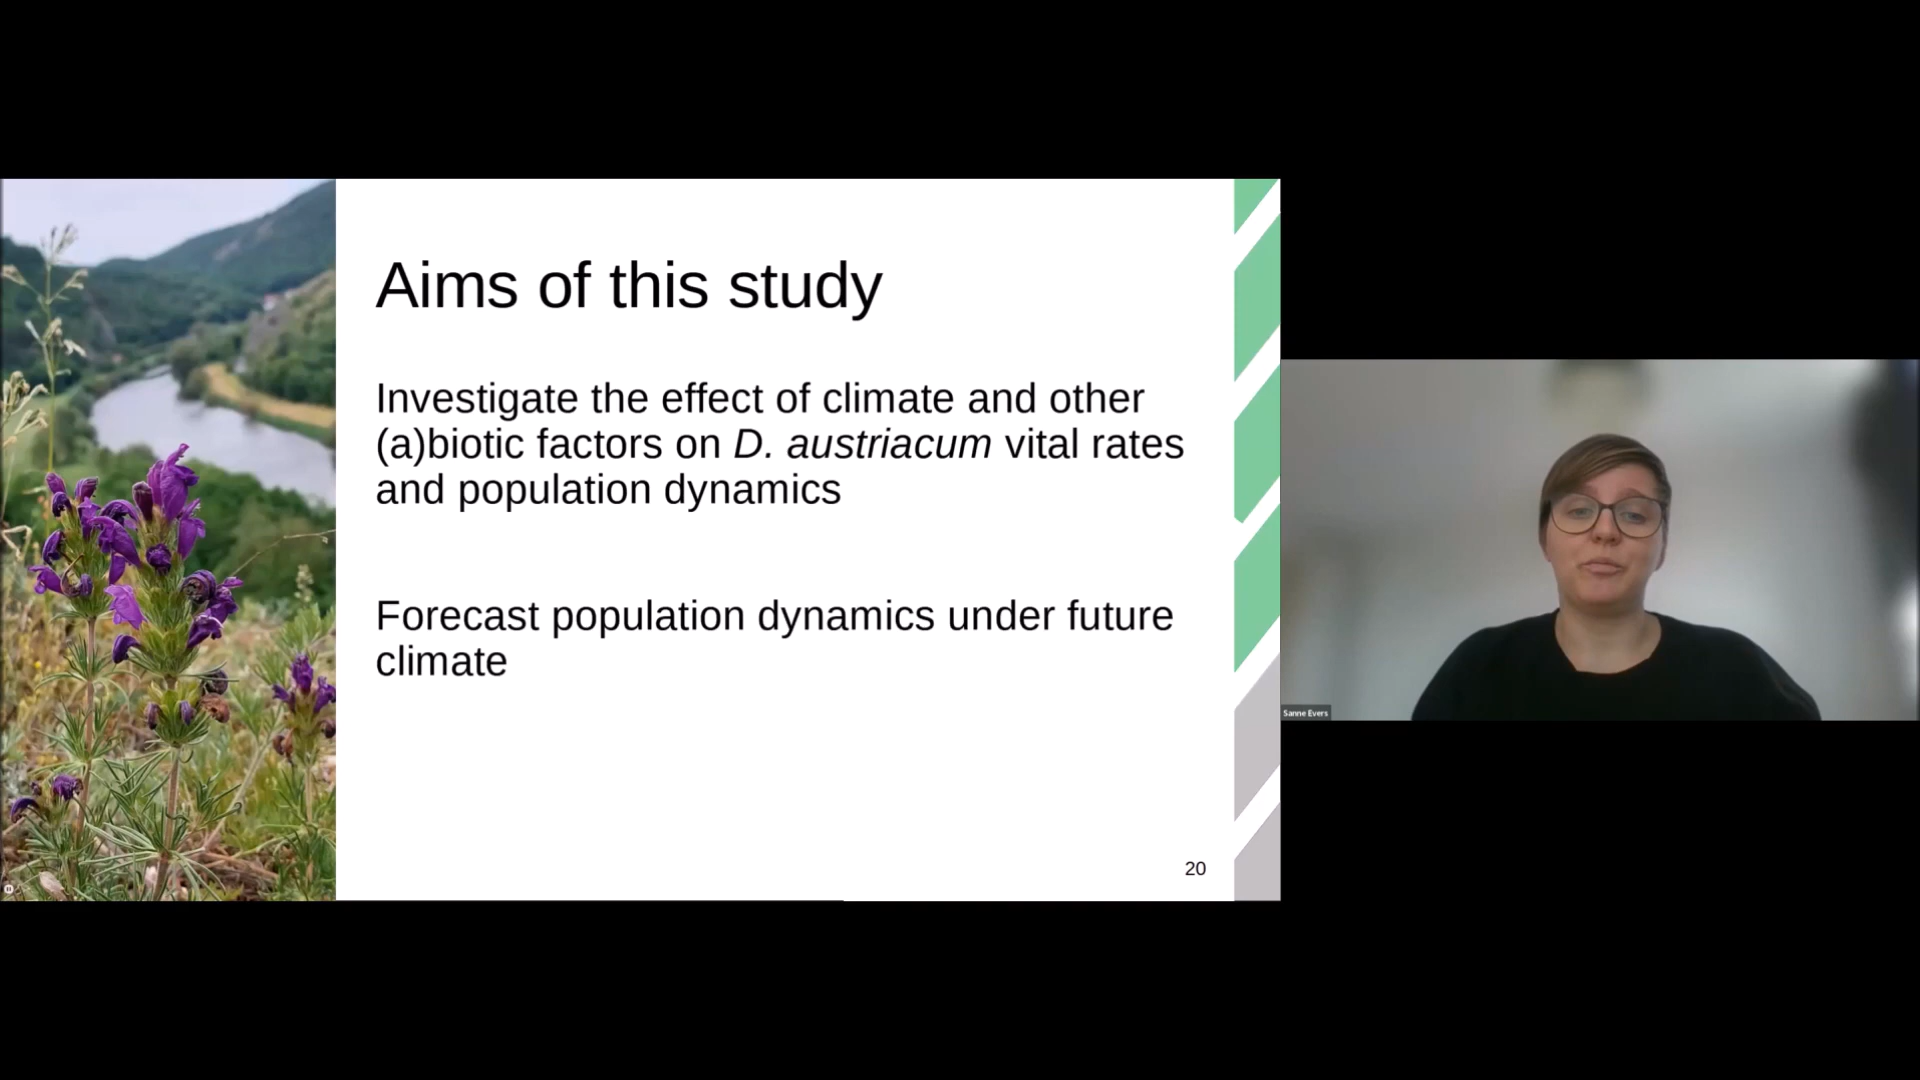 Aims of this study
Investigate the effect of climate and other
(a)biotic factors on D. austriacum vital rates
and population dynamics
Forecast population dynamics under future
climate
20
Sanne Evers